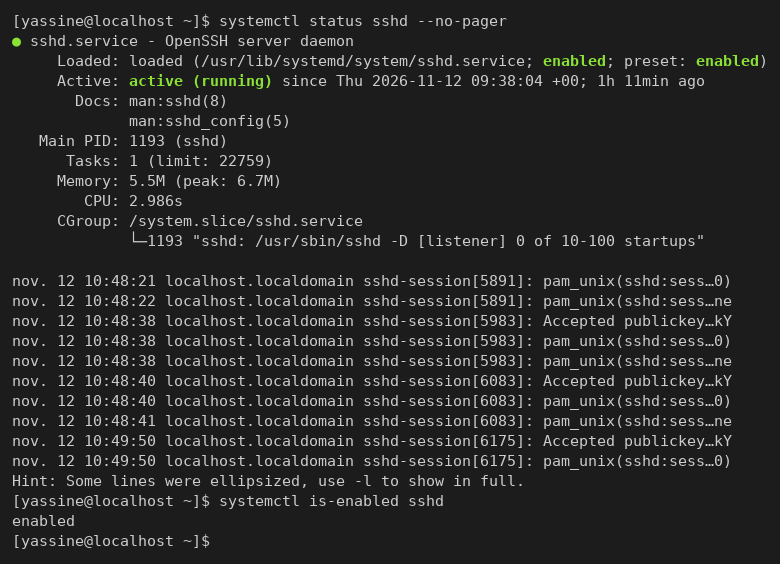 [yassine@localhost ~]$ systemctl status sshd --no-pager
● sshd.service - OpenSSH server daemon
     Loaded: loaded (/usr/lib/systemd/system/sshd.service; enabled; preset: enabled)
     Active: active (running) since Thu 2026-11-12 09:38:04 +00; 1h 11min ago
       Docs: man:sshd(8)
             man:sshd_config(5)
   Main PID: 1193 (sshd)
      Tasks: 1 (limit: 22759)
     Memory: 5.5M (peak: 6.7M)
        CPU: 2.986s
     CGroup: /system.slice/sshd.service
             └─1193 "sshd: /usr/sbin/sshd -D [listener] 0 of 10-100 startups"

nov. 12 10:48:21 localhost.localdomain sshd-session[5891]: pam_unix(sshd:sess…0)
nov. 12 10:48:22 localhost.localdomain sshd-session[5891]: pam_unix(sshd:sess…ne
nov. 12 10:48:38 localhost.localdomain sshd-session[5983]: Accepted publickey…kY
nov. 12 10:48:38 localhost.localdomain sshd-session[5983]: pam_unix(sshd:sess…0)
nov. 12 10:48:38 localhost.localdomain sshd-session[5983]: pam_unix(sshd:sess…ne
nov. 12 10:48:40 localhost.localdomain sshd-session[6083]: Accepted publickey…kY
nov. 12 10:48:40 localhost.localdomain sshd-session[6083]: pam_unix(sshd:sess…0)
nov. 12 10:48:41 localhost.localdomain sshd-session[6083]: pam_unix(sshd:sess…ne
nov. 12 10:49:50 localhost.localdomain sshd-session[6175]: Accepted publickey…kY
nov. 12 10:49:50 localhost.localdomain sshd-session[6175]: pam_unix(sshd:sess…0)
Hint: Some lines were ellipsized, use -l to show in full.
[yassine@localhost ~]$ systemctl is-enabled sshd
enabled
[yassine@localhost ~]$